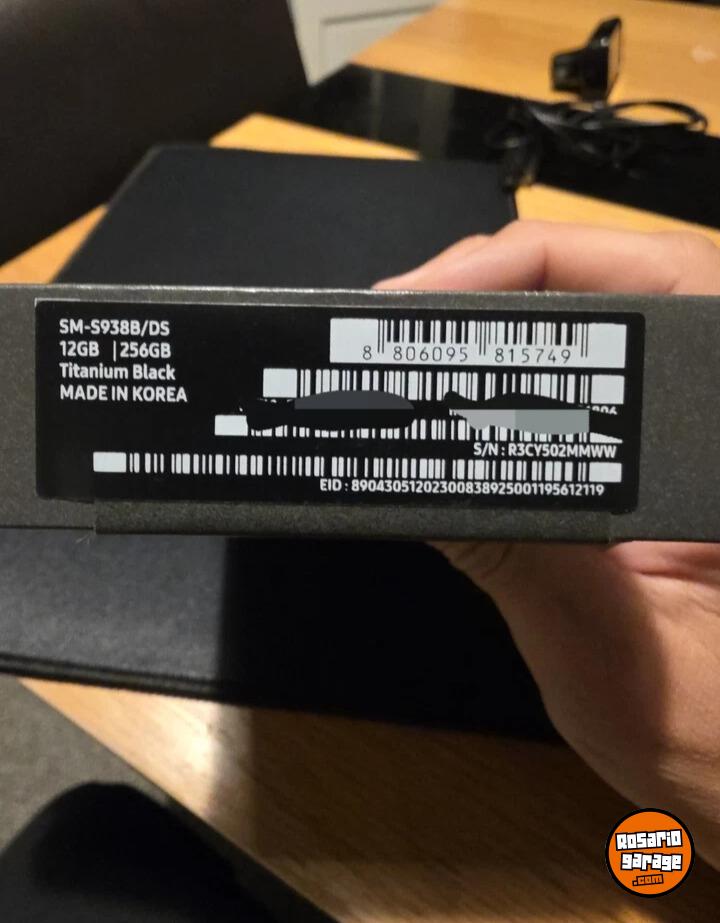 SM-S938B/DS
12GB | 256GB
Titanium Black
MADE IN KOREA
8 806095 815749
S/N : R3CY502MMWW
EID : 89043051202300838925001195612119
Rosario
garage
.com